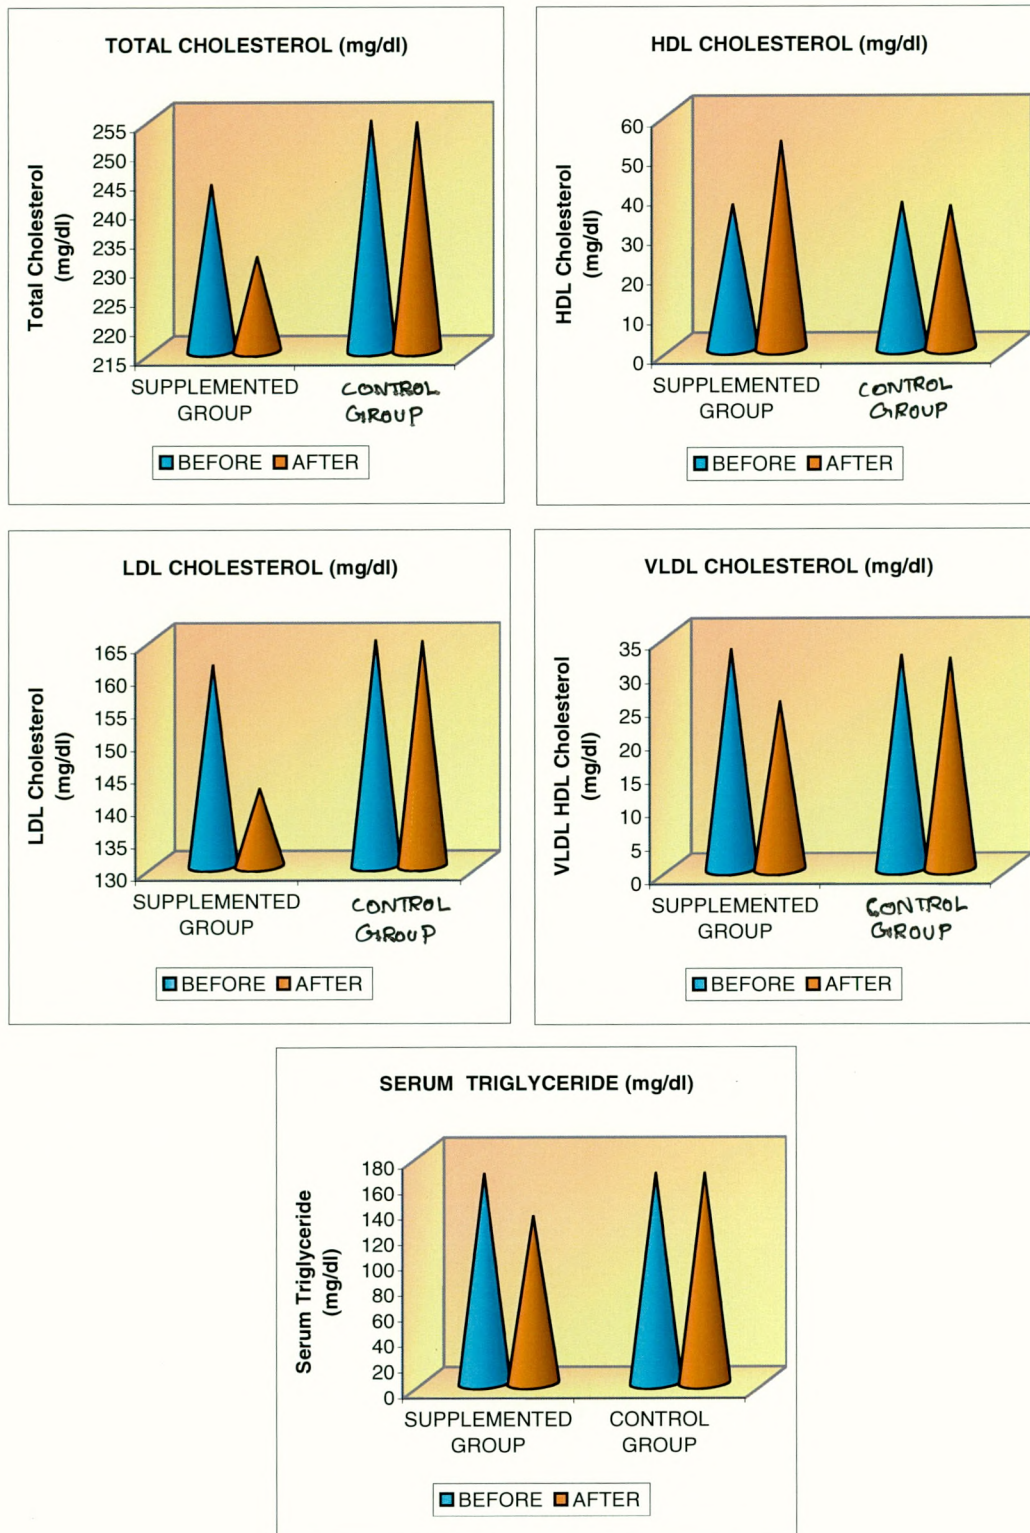 TOTAL CHOLESTEROL (mg/dl)
Total Cholesterol
(mg/dl)
255
250
245
240
235
230
225
220
215
SUPPLEMENTED
GROUP
CONTROL
GROUP
BEFORE AFTER
HDL CHOLESTEROL (mg/dl)
HDL Cholesterol
(mg/dl)
60
50
40
30
20
10
0
SUPPLEMENTED
GROUP
CONTROL
GROUP
BEFORE AFTER
LDL CHOLESTEROL (mg/dl)
LDL Cholesterol
(mg/dl)
165
160
155
150
145
140
135
130
SUPPLEMENTED
GROUP
CONTROL
GROUP
BEFORE AFTER
VLDL CHOLESTEROL (mg/dl)
VLDL HDL Cholesterol
(mg/dl)
35
30
25
20
15
10
5
0
SUPPLEMENTED
GROUP
CONTROL
GROUP
BEFORE AFTER
SERUM TRIGLYCERIDE (mg/dl)
Serum Triglyceride
(mg/dl)
180
160
140
120
100
80
60
40
20
0
SUPPLEMENTED
GROUP
CONTROL
GROUP
BEFORE AFTER